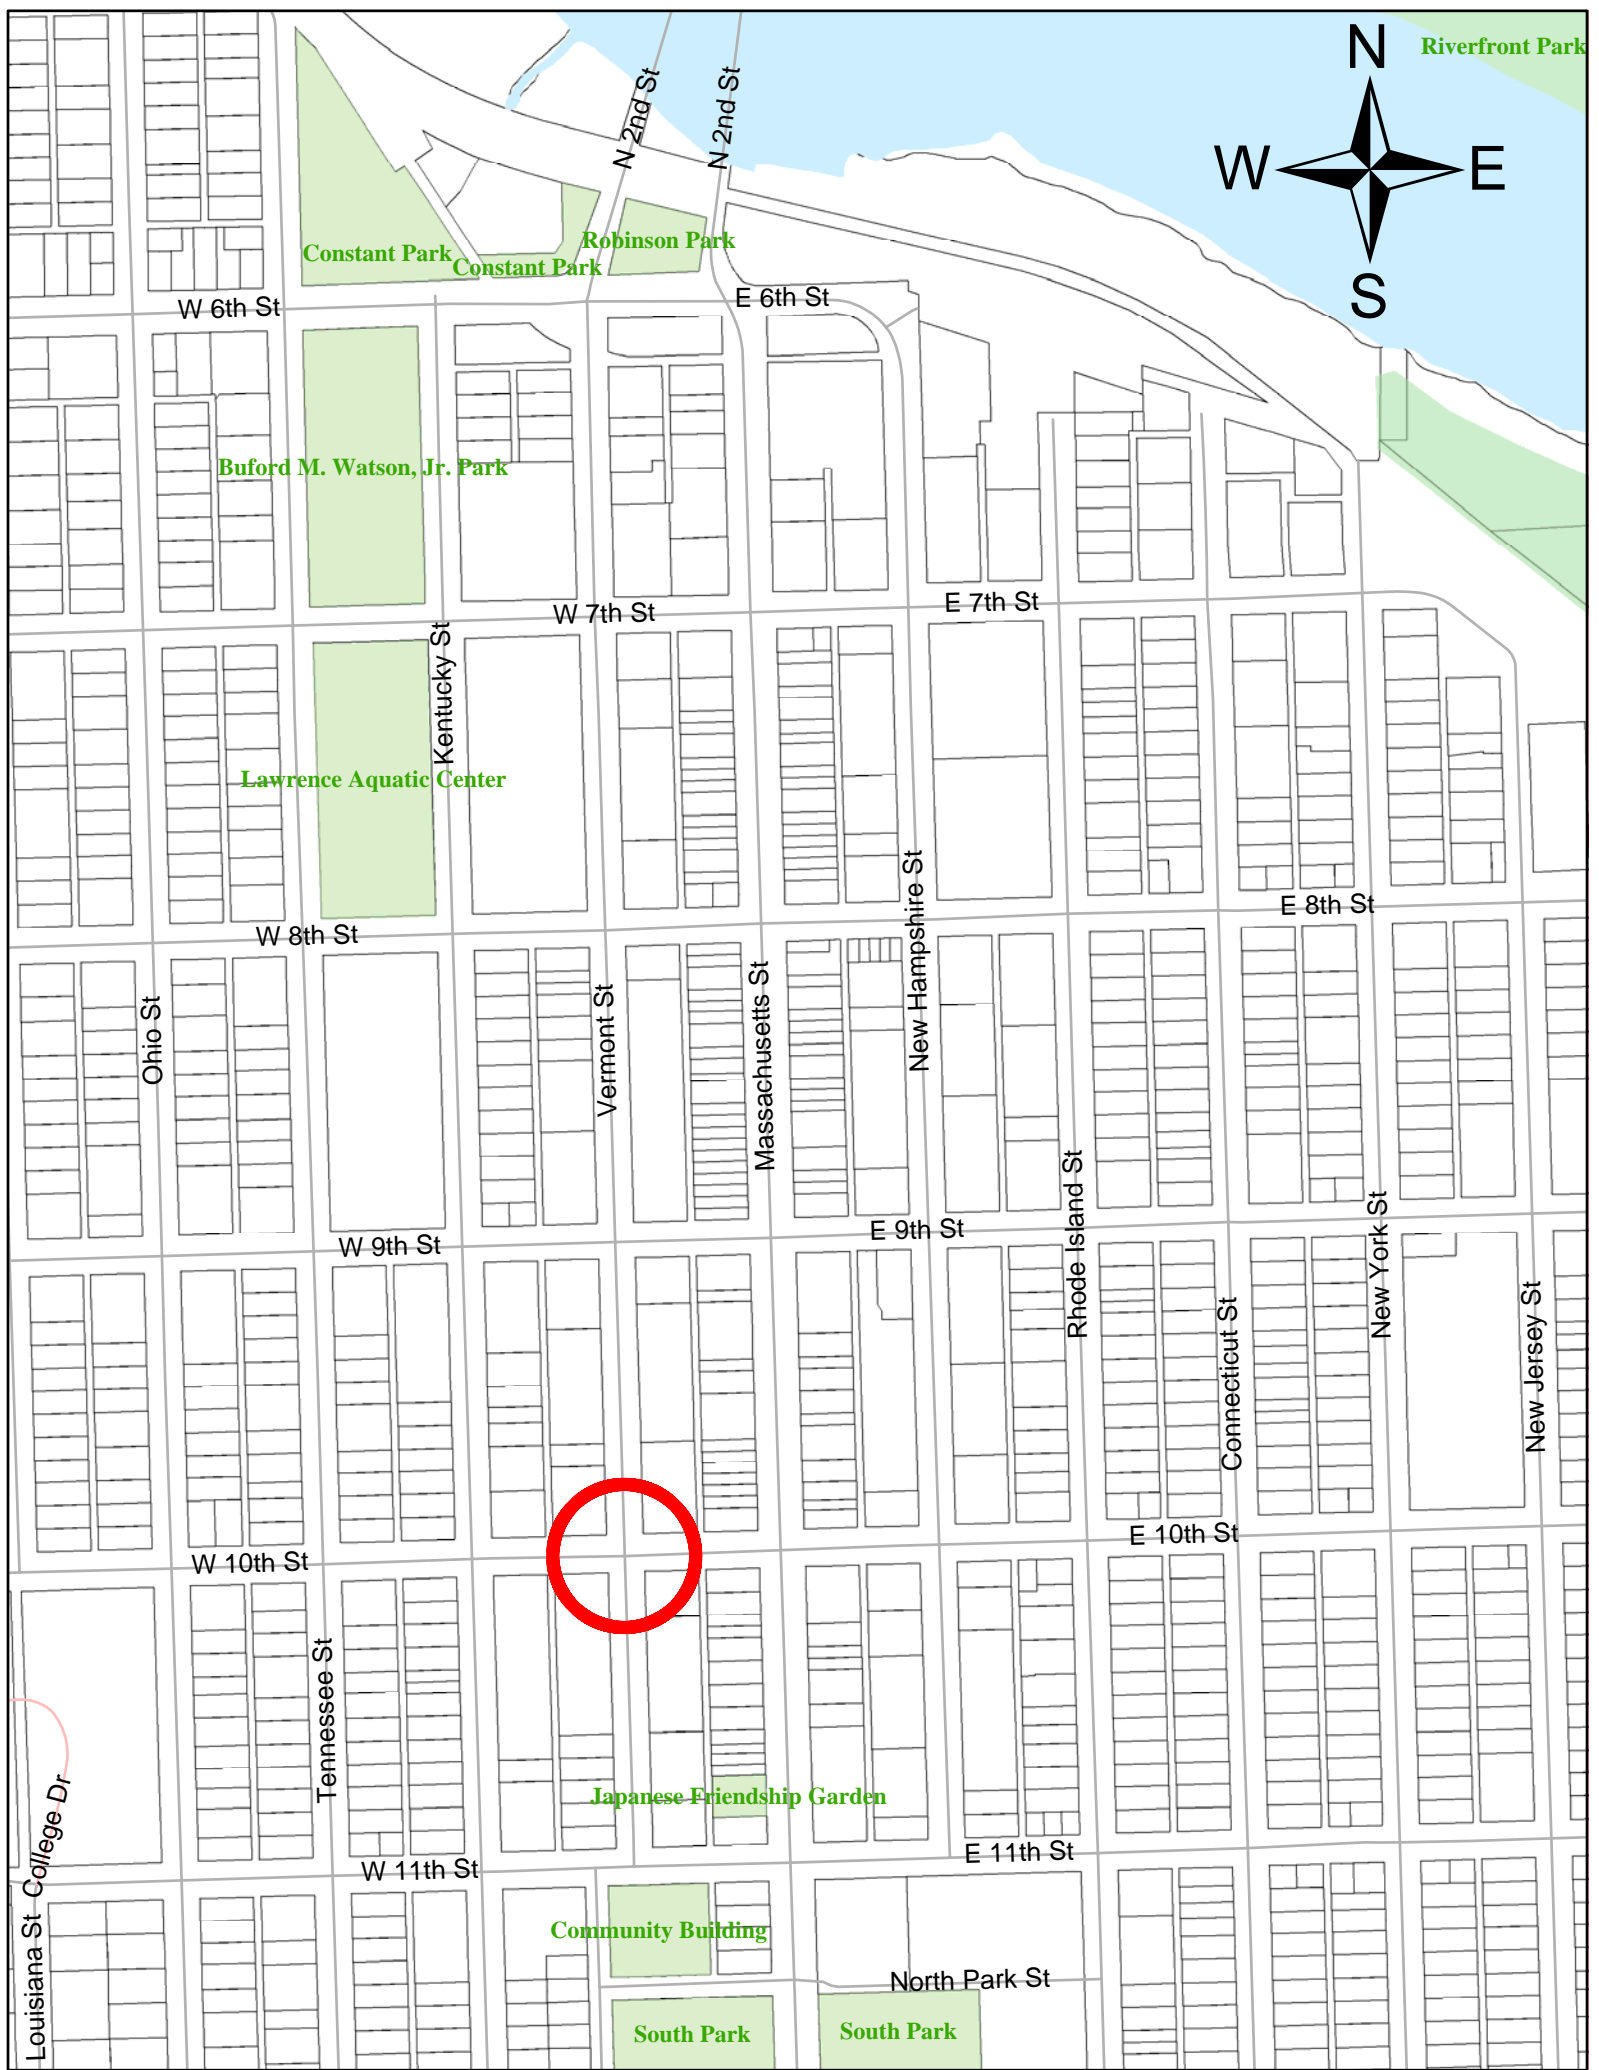 N
Riverfront Park
N 2nd St
N 2nd St
W
E
Constant Park
Constant Park
Robinson Park
S
W 6th St
E 6th St
Buford M. Watson, Jr. Park
W 7th St
E 7th St
Kentucky St
Lawrence Aquatic Center
E 8th St
W 8th St
New Hampshire St
Massachusetts St
Vermont St
Ohio St
E 9th St
W 9th St
Rhode Island St
New York St
Connecticut St
New Jersey St
E 10th St
W 10th St
Tennessee St
Japanese Friendship Garden
College Dr
E 11th St
W 11th St
Louisiana St
Community Building
North Park St
South Park
South Park